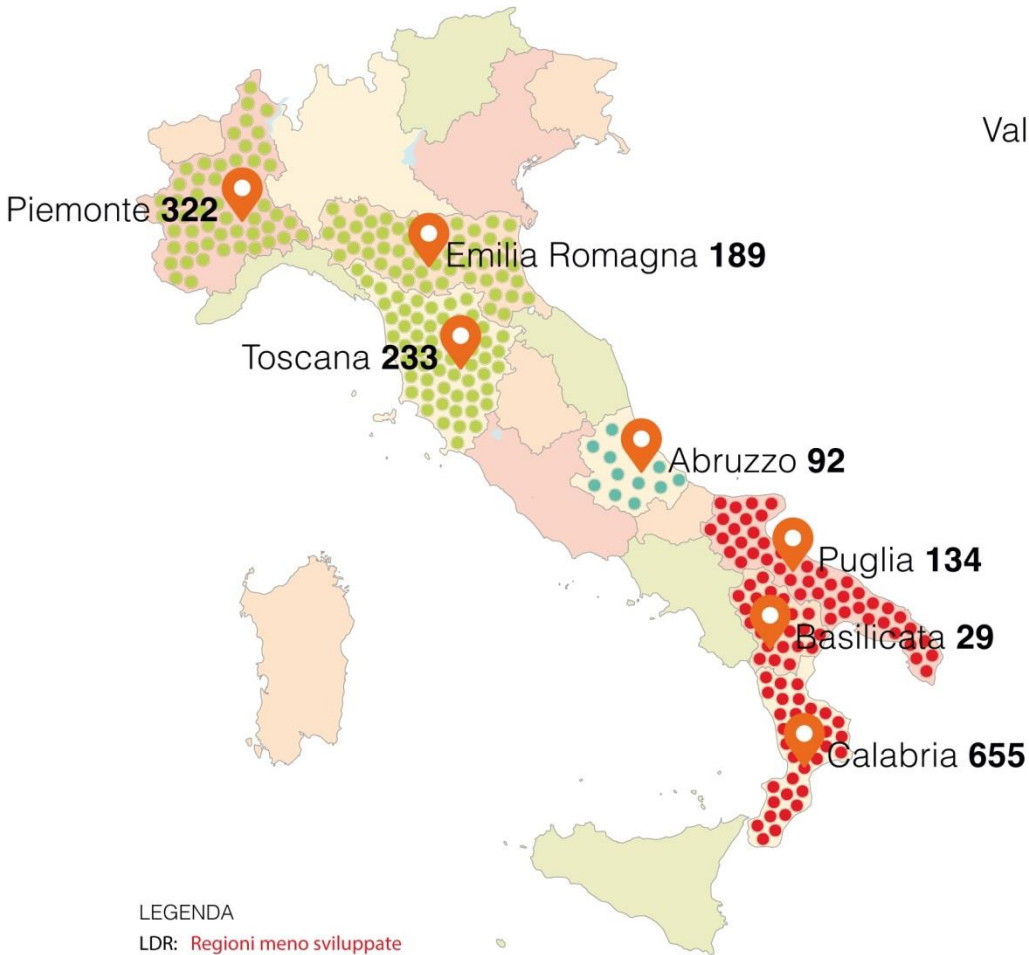 Val
Piemonte 322
Emilia Romagna 189
Toscana 233
Abruzzo 92
Puglia 134
Basilicata 29
Calabria 655
LEGENDA
LDR: Regioni meno sviluppate